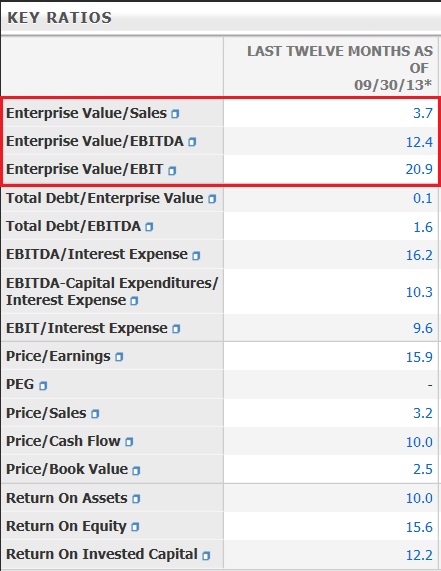 KEY RATIOS
LAST TWELVE MONTHS AS
OF
09/30/13*
Enterprise Value/Sales 3.7
Enterprise Value/EBITDA 12.4
Enterprise Value/EBIT 20.9
Total Debt/Enterprise Value 0.1
Total Debt/EBITDA 1.6
EBITDA/Interest Expense 16.2
EBITDA-Capital Expenditures/
Interest Expense 10.3
EBIT/Interest Expense 9.6
Price/Earnings 15.9
PEG -
Price/Sales 3.2
Price/Cash Flow 10.0
Price/Book Value 2.5
Return On Assets 10.0
Return On Equity 15.6
Return On Invested Capital 12.2